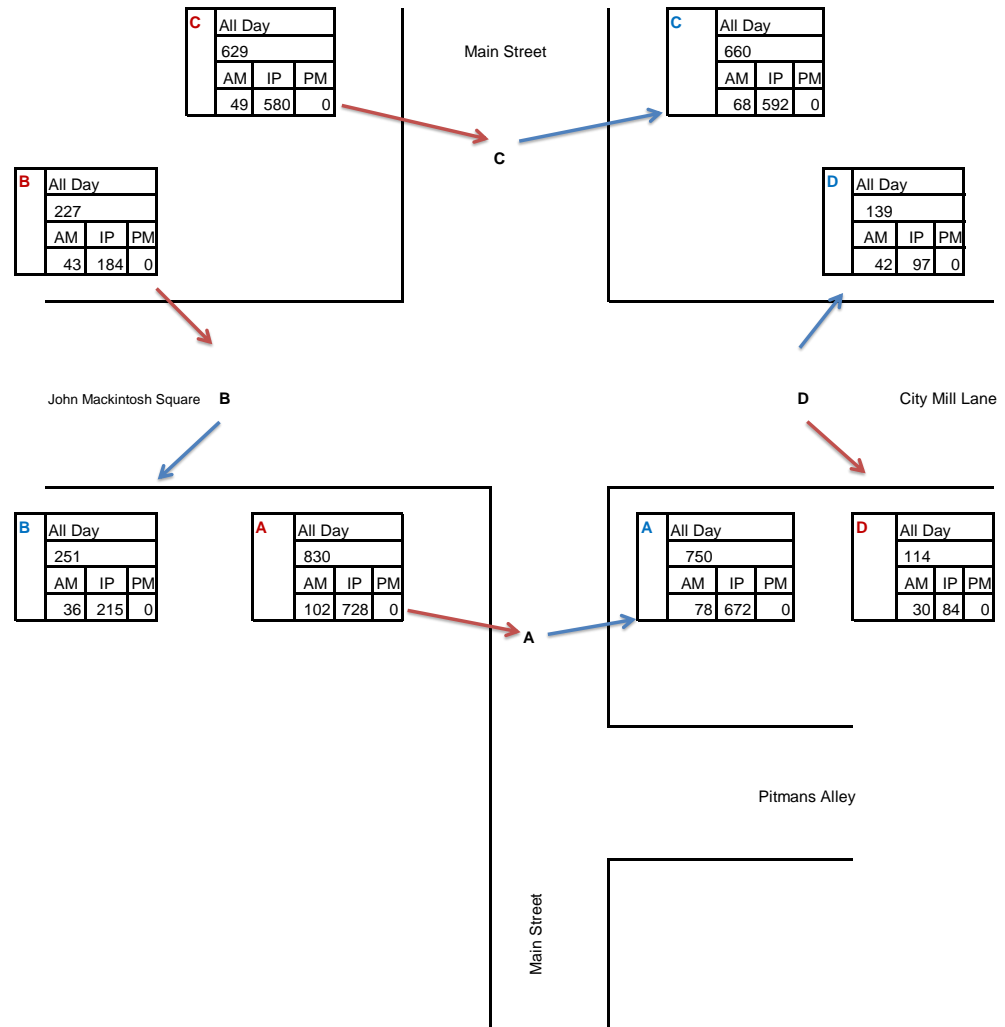 C All Day
629
AM IP PM
49 580 0
Main Street
C All Day
660
AM IP PM
68 592 0
C
B All Day
227
AM IP PM
43 184 0
D All Day
139
AM IP PM
42 97 0
John Mackintosh Square B
D City Mill Lane
B All Day
251
AM IP PM
36 215 0
A All Day
830
AM IP PM
102 728 0
A All Day
750
AM IP PM
78 672 0
D All Day
114
AM IP PM
30 84 0
A
Pitmans Alley
Main Street